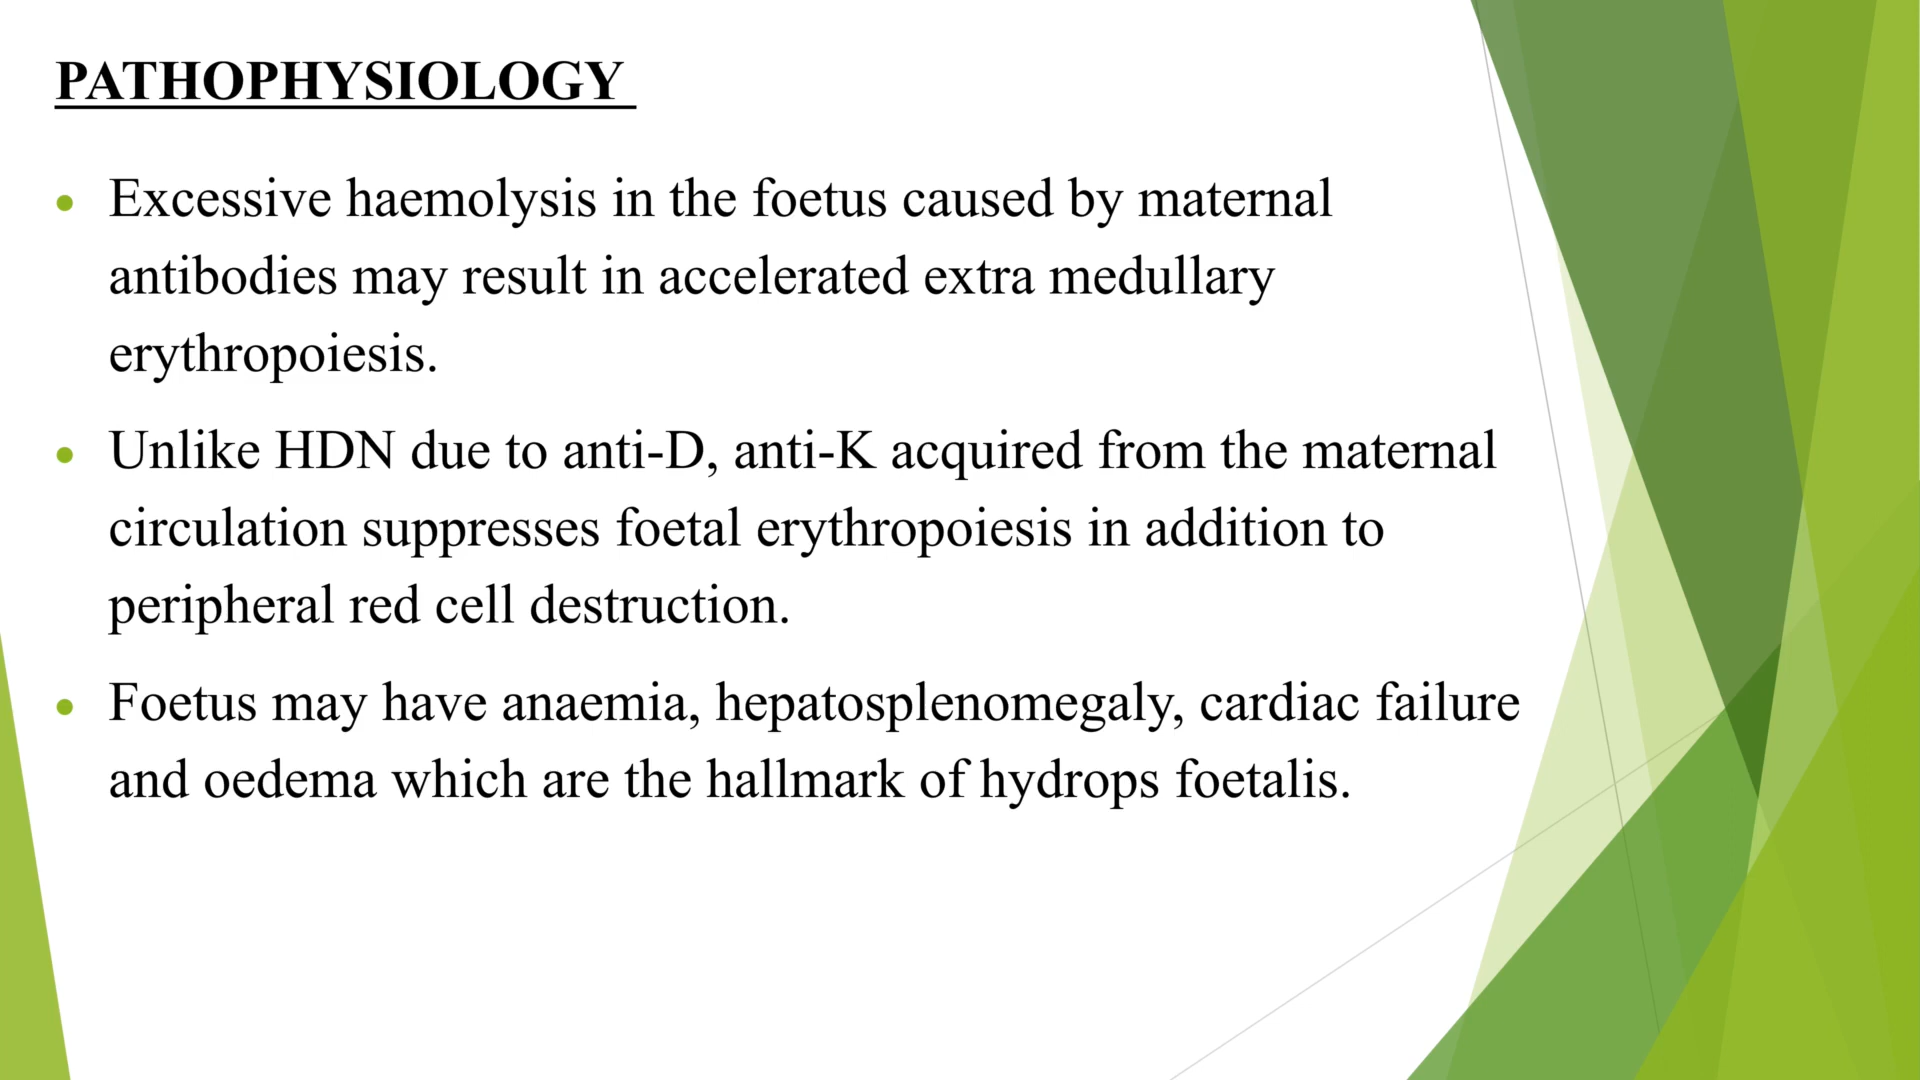 PATHOPHYSIOLOGY
• Excessive haemolysis in the foetus caused by maternal
antibodies may result in accelerated extra medullary
erythropoiesis.
• Unlike HDN due to anti-D, anti-K acquired from the maternal
circulation suppresses foetal erythropoiesis in addition to
peripheral red cell destruction.
• Foetus may have anaemia, hepatosplenomegaly, cardiac failure
and oedema which are the hallmark of hydrops foetalis.